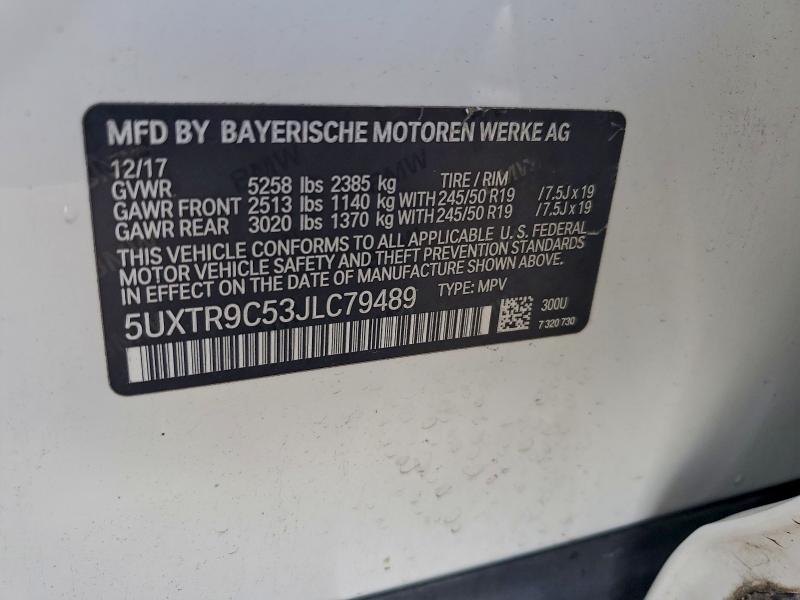 MFD BY BAYERISCHE MOTOREN WERKE AG
12/17 TIRE / RIM
GVWR 5258 lbs 2385 kg
GAWR FRONT 2513 lbs 1140 kg WITH 245/50 R19 / 7.5J x 19
GAWR REAR 3020 lbs 1370 kg WITH 245/50 R19 / 7.5J x 19
THIS VEHICLE CONFORMS TO ALL APPLICABLE U.S. FEDERAL
MOTOR VEHICLE SAFETY AND THEFT PREVENTION STANDARDS
IN EFFECT ON THE DATE OF MANUFACTURE SHOWN ABOVE.
5UXTR9C53JLC79489 TYPE: MPV
300U
7 320 730